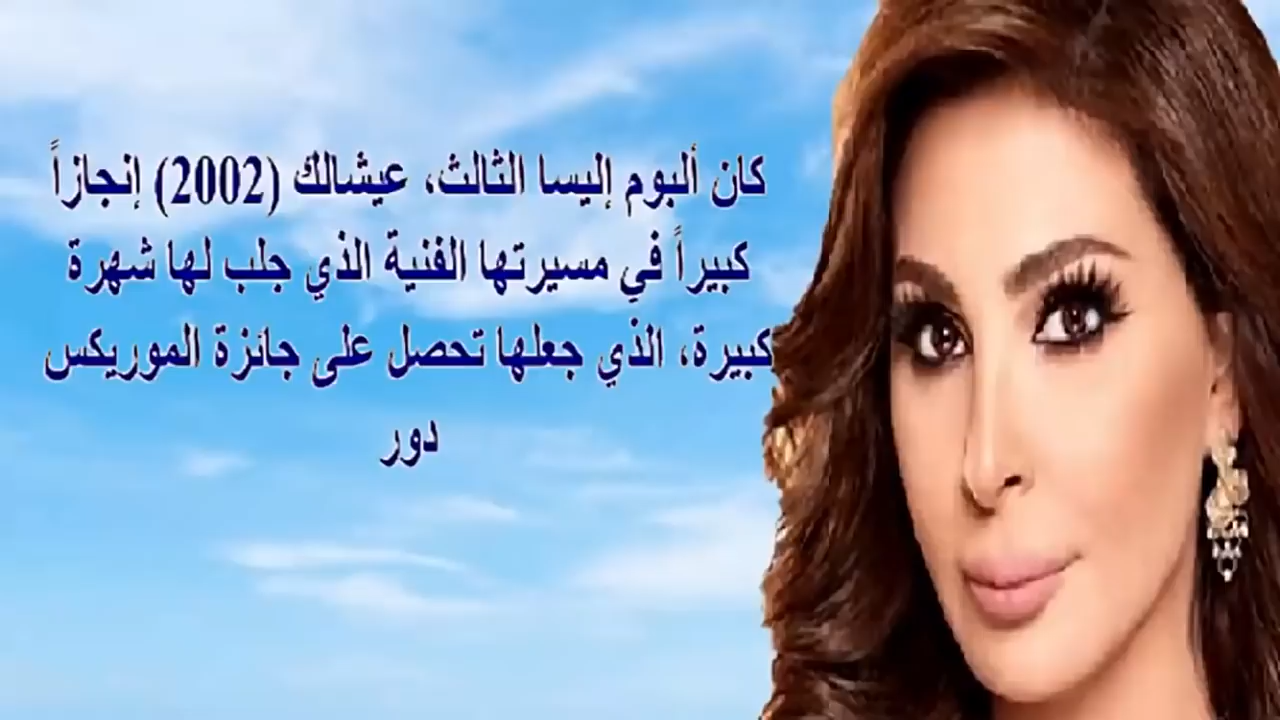 كان ألبوم إليسا الثالث، عيشالك (2002) إنجازاً
كبيراً في مسيرتها الفنية الذي جلب لها شهرة
كبيرة، الذي جعلها تحصل على جائزة الموريكس
دور